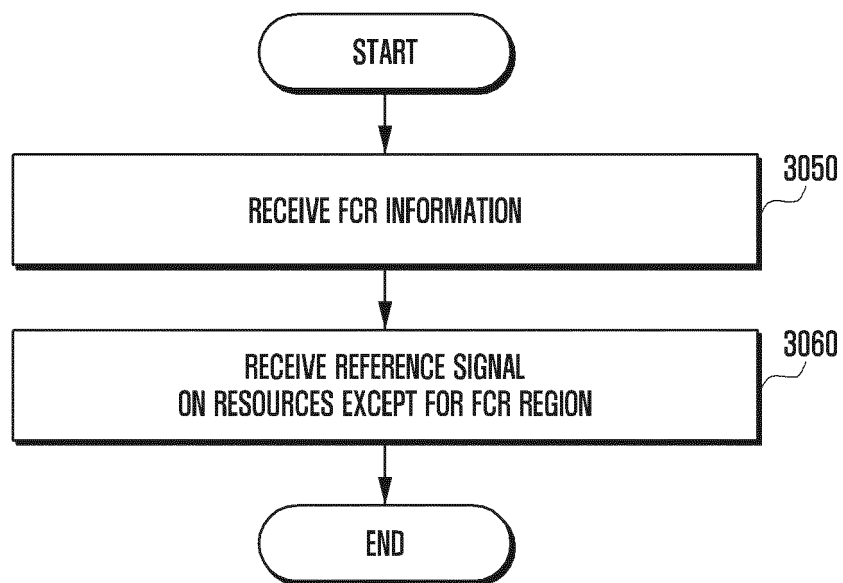 START
RECEIVE FCR INFORMATION
3050
RECEIVE REFERENCE SIGNAL
ON RESOURCES EXCEPT FOR FCR REGION
3060
END